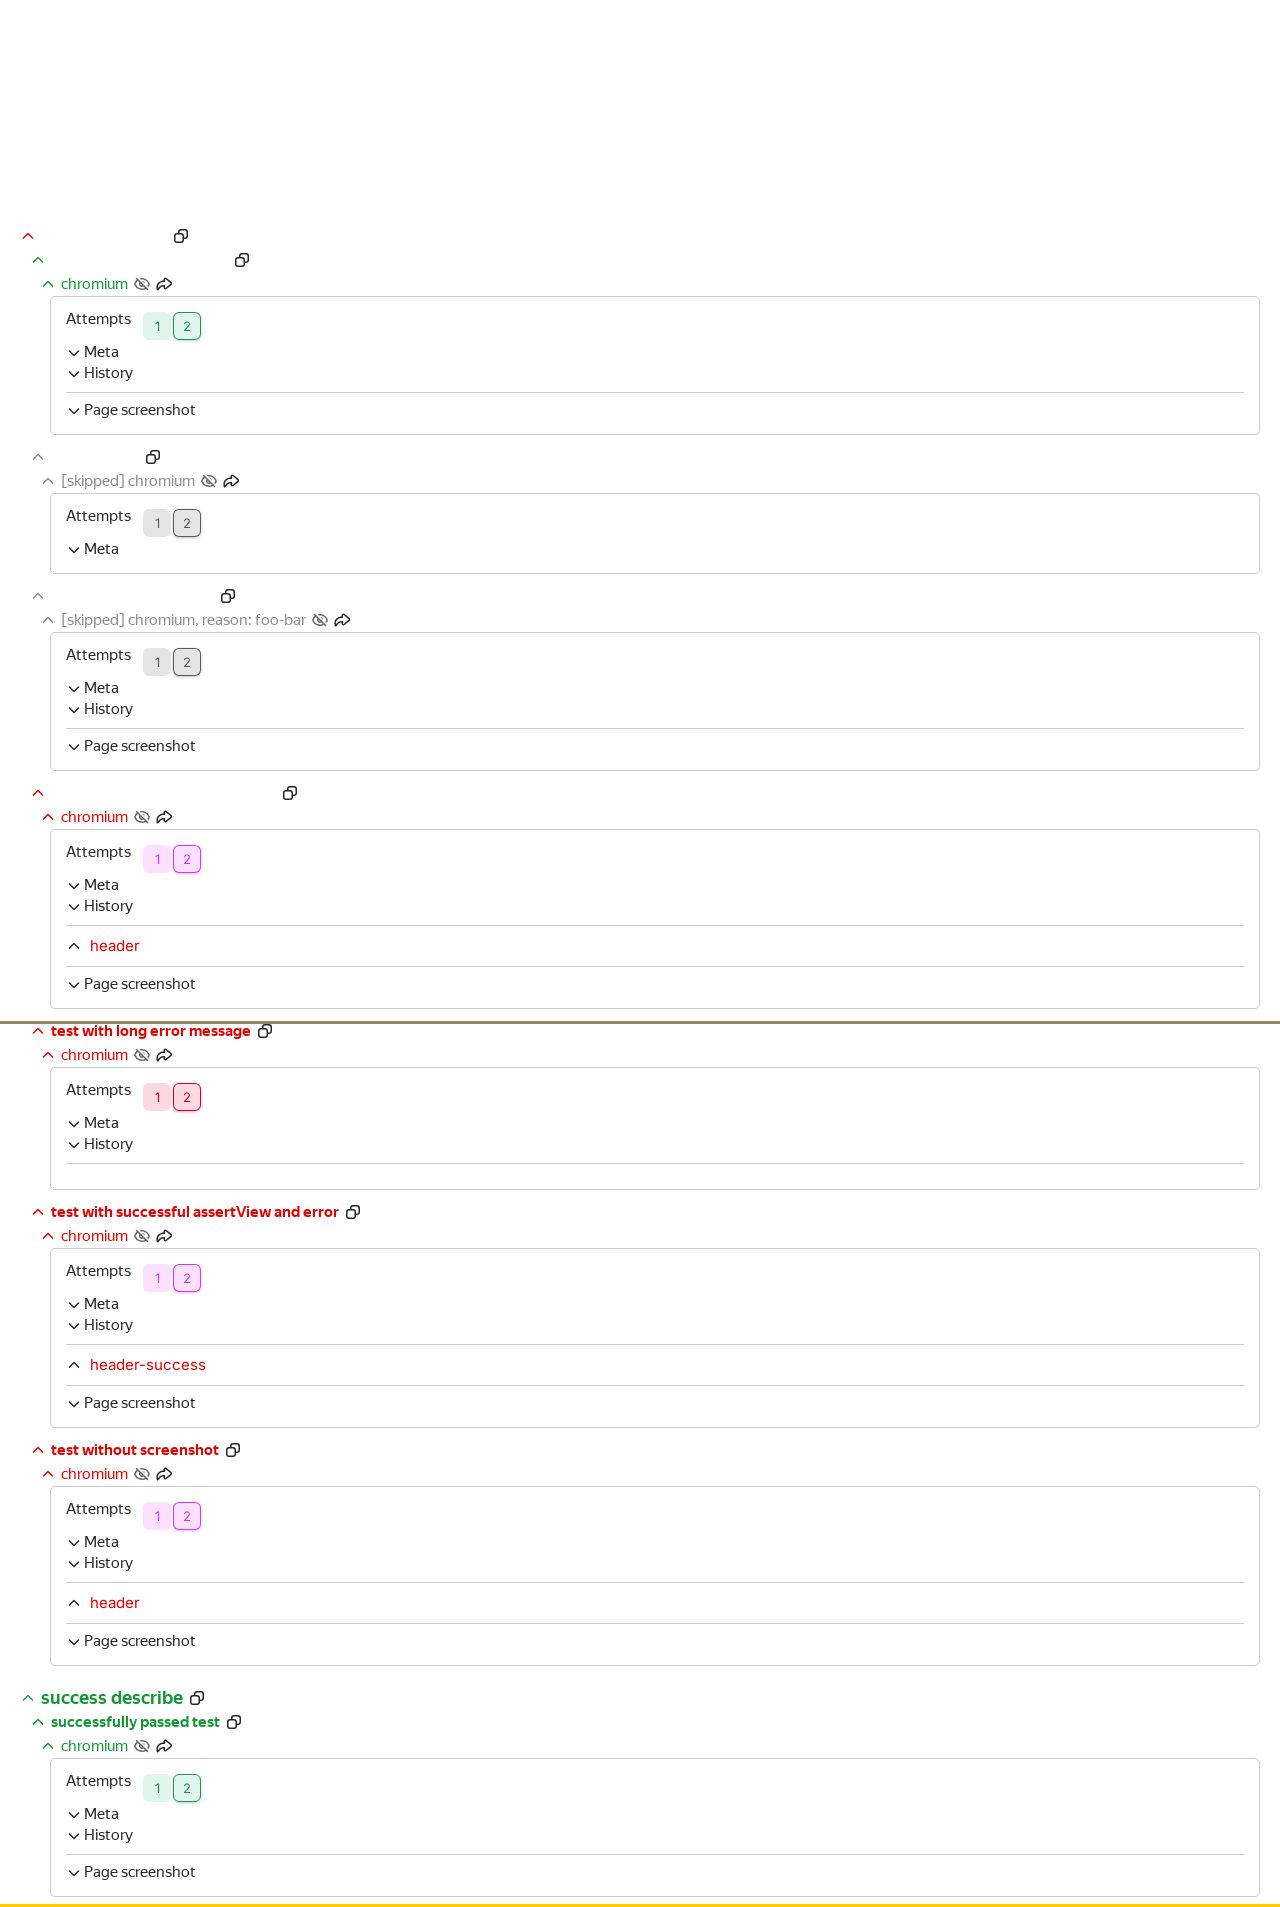 chromium
Attempts 1 2
Meta
History
Page screenshot
[skipped] chromium
Attempts 1 2
Meta
[skipped] chromium, reason: foo-bar
Attempts 1 2
Meta
History
Page screenshot
chromium
Attempts 1 2
Meta
History
header
Page screenshot
test with long error message
chromium
Attempts 1 2
Meta
History
test with successful assertView and error
chromium
Attempts 1 2
Meta
History
header-success
Page screenshot
test without screenshot
chromium
Attempts 1 2
Meta
History
header
Page screenshot
success describe
successfully passed test
chromium
Attempts 1 2
Meta
History
Page screenshot